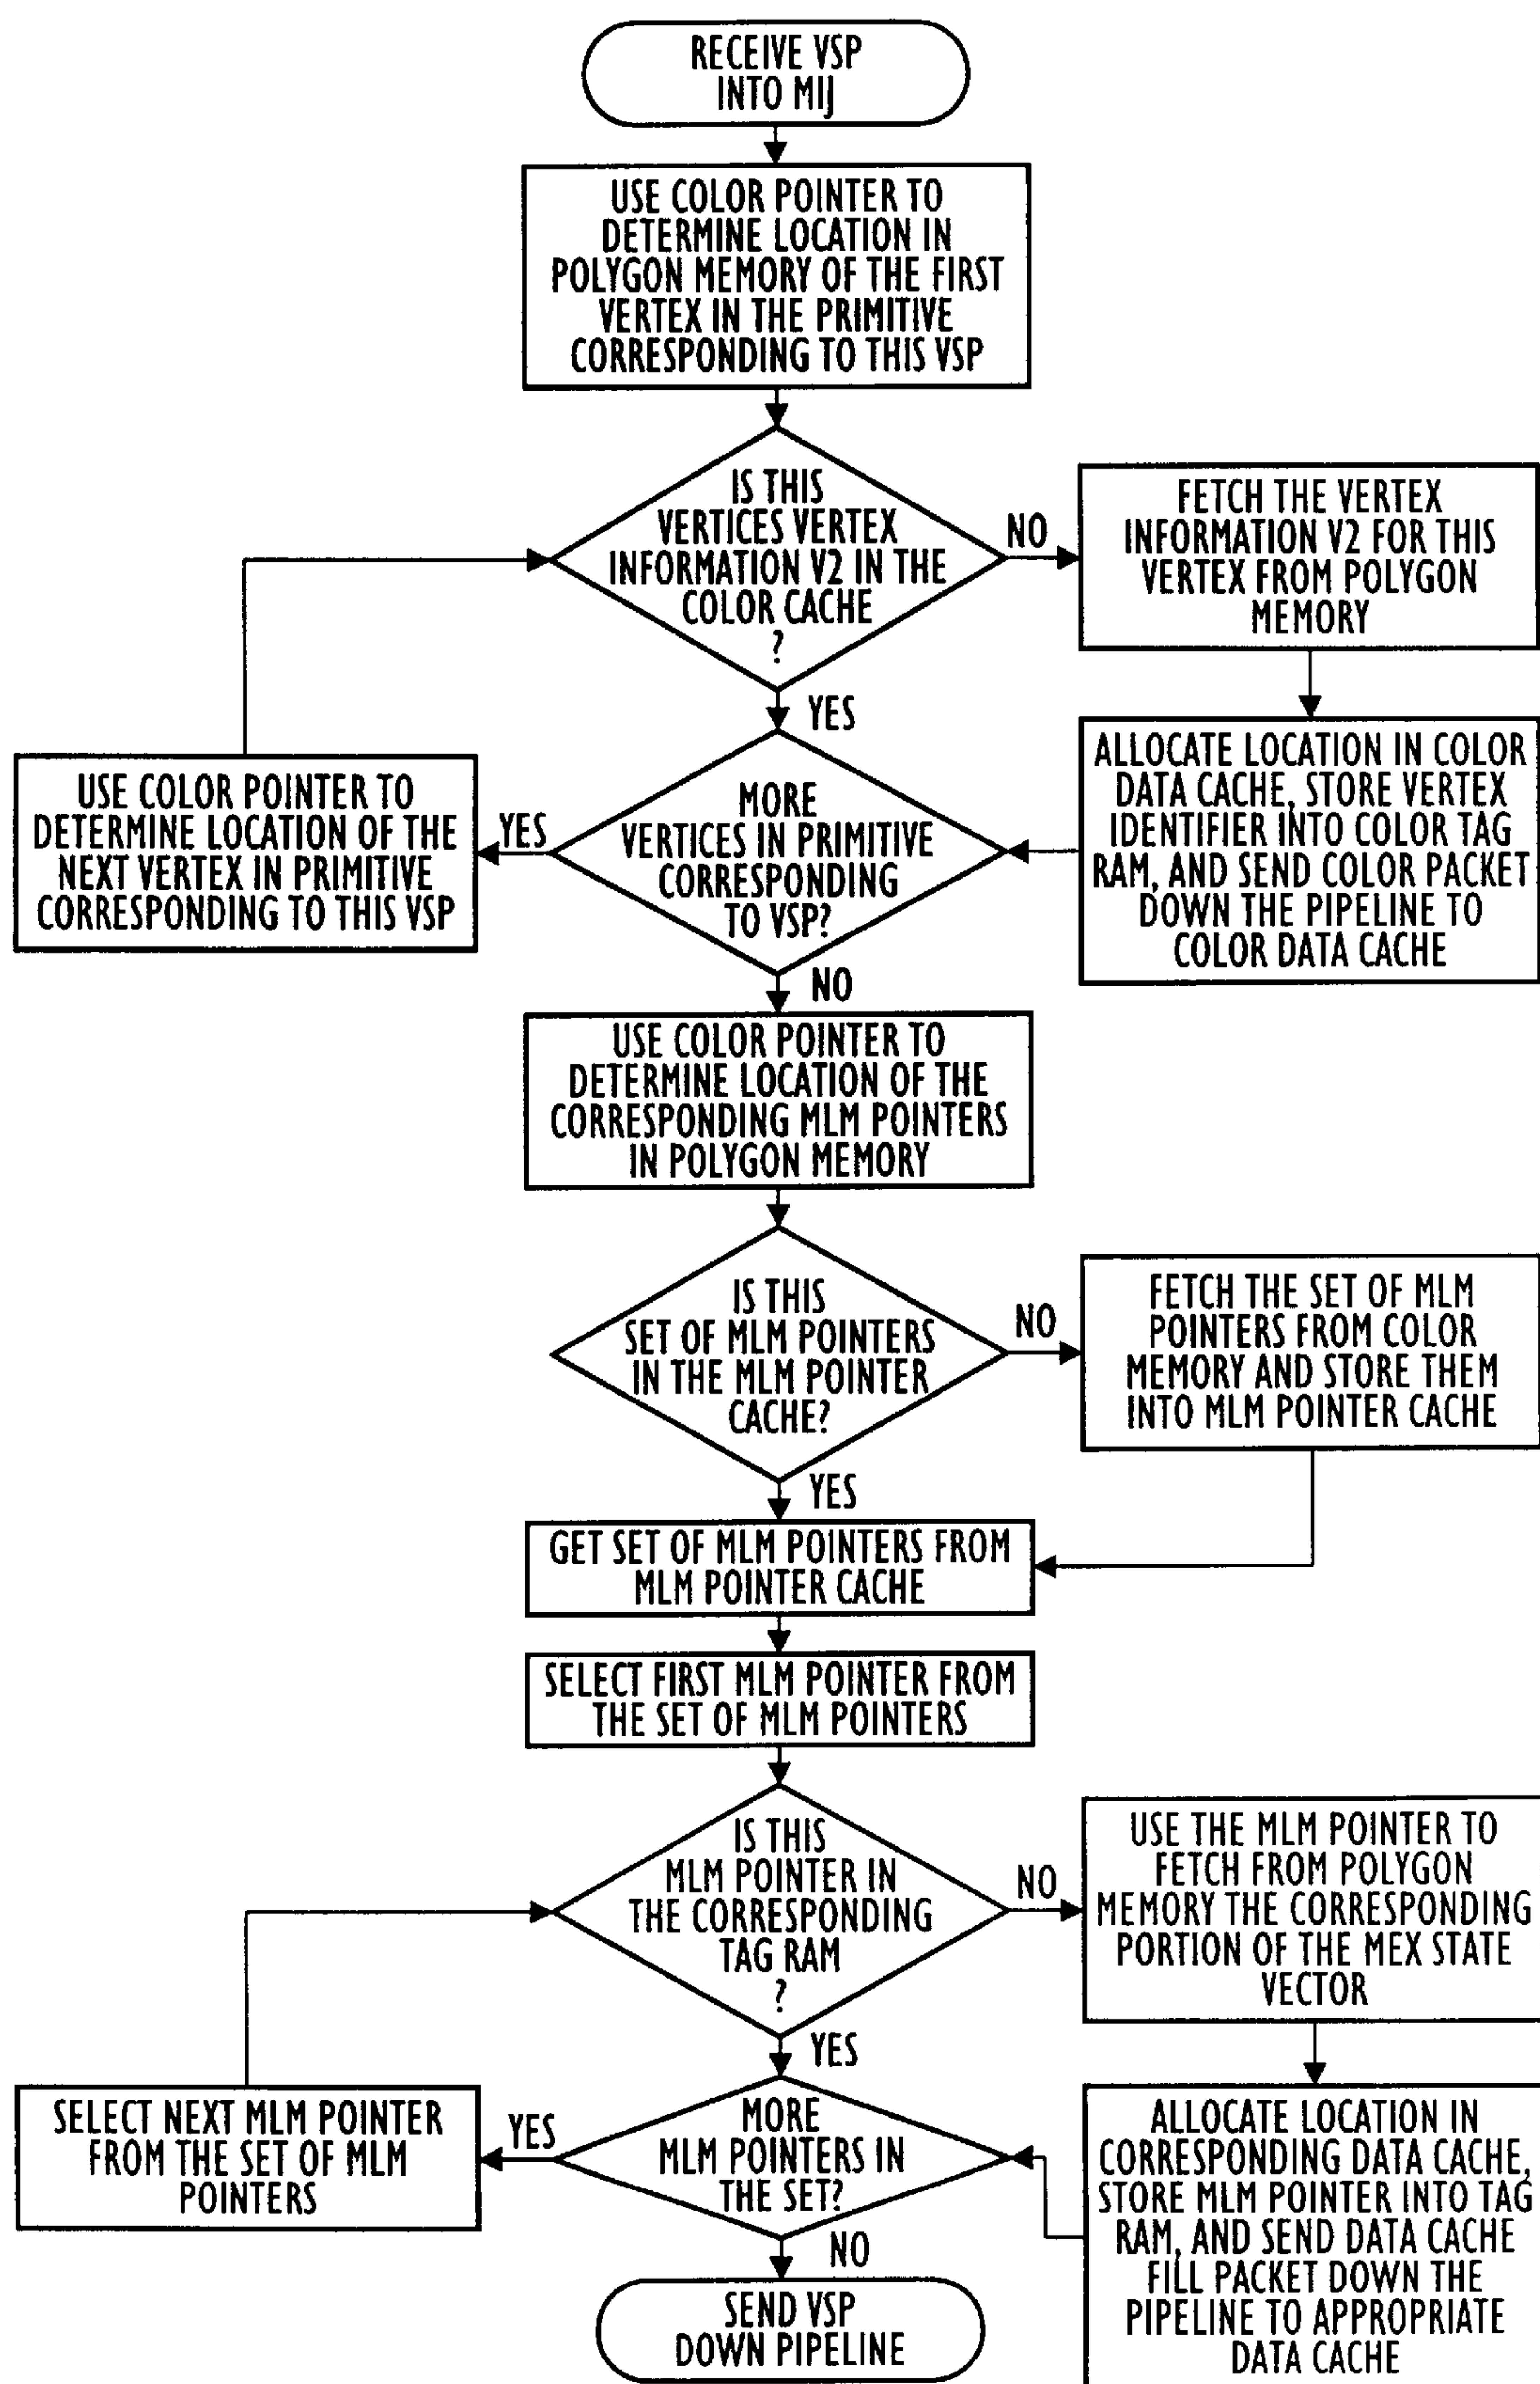 RECEIVE VSP
INTO MIJ
USE COLOR POINTER TO
DETERMINE LOCATION IN
POLYGON MEMORY OF THE FIRST
VERTEX IN THE PRIMITIVE
CORRESPONDING TO THIS VSP
IS THIS
VERTICES VERTEX
INFORMATION V2 IN THE
COLOR CACHE
?
NO
FETCH THE VERTEX
INFORMATION V2 FOR THIS
VERTEX FROM POLYGON
MEMORY
YES
ALLOCATE LOCATION IN COLOR
DATA CACHE, STORE VERTEX
IDENTIFIER INTO COLOR TAG
RAM, AND SEND COLOR PACKET
DOWN THE PIPELINE TO
COLOR DATA CACHE
MORE
VERTICES IN PRIMITIVE
CORRESPONDING
TO VSP?
YES
USE COLOR POINTER TO
DETERMINE LOCATION OF THE
NEXT VERTEX IN PRIMITIVE
CORRESPONDING TO THIS VSP
NO
USE COLOR POINTER TO
DETERMINE LOCATION OF THE
CORRESPONDING MLM POINTERS
IN POLYGON MEMORY
IS THIS
SET OF MLM POINTERS
IN THE MLM POINTER
CACHE?
NO
FETCH THE SET OF MLM
POINTERS FROM COLOR
MEMORY AND STORE THEM
INTO MLM POINTER CACHE
YES
GET SET OF MLM POINTERS FROM
MLM POINTER CACHE
SELECT FIRST MLM POINTER FROM
THE SET OF MLM POINTERS
IS THIS
MLM POINTER IN
THE CORRESPONDING
TAG RAM
?
NO
USE THE MLM POINTER TO
FETCH FROM POLYGON
MEMORY THE CORRESPONDING
PORTION OF THE MEX STATE
VECTOR
YES
ALLOCATE LOCATION IN
CORRESPONDING DATA CACHE,
STORE MLM POINTER INTO TAG
RAM, AND SEND DATA CACHE
FILL PACKET DOWN THE
PIPELINE TO APPROPRIATE
DATA CACHE
MORE
MLM POINTERS IN
THE SET?
YES
SELECT NEXT MLM POINTER
FROM THE SET OF MLM
POINTERS
NO
SEND VSP
DOWN PIPELINE